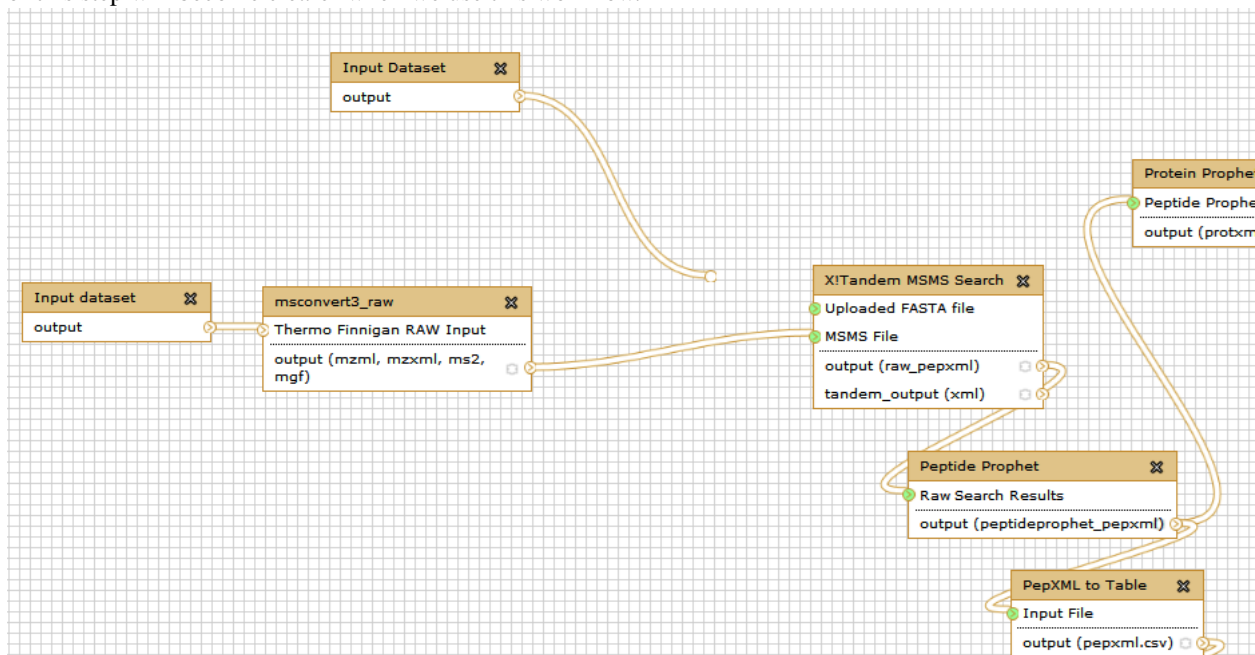 Input Dataset
output
Protein Prophe
Peptide Prophe
output (protxm
X!Tandem MSMS Search
Uploaded FASTA file
MSMS File
output (raw_pepxml)
tandem_output (xml)
Input dataset
output
msconvert3_raw
Thermo Finnigan RAW Input
output (mzml, mzxml, ms2,
mgf)
Peptide Prophet
Raw Search Results
output (peptideprophet_pepxml)
PepXML to Table
Input File
output (pepxml.csv)